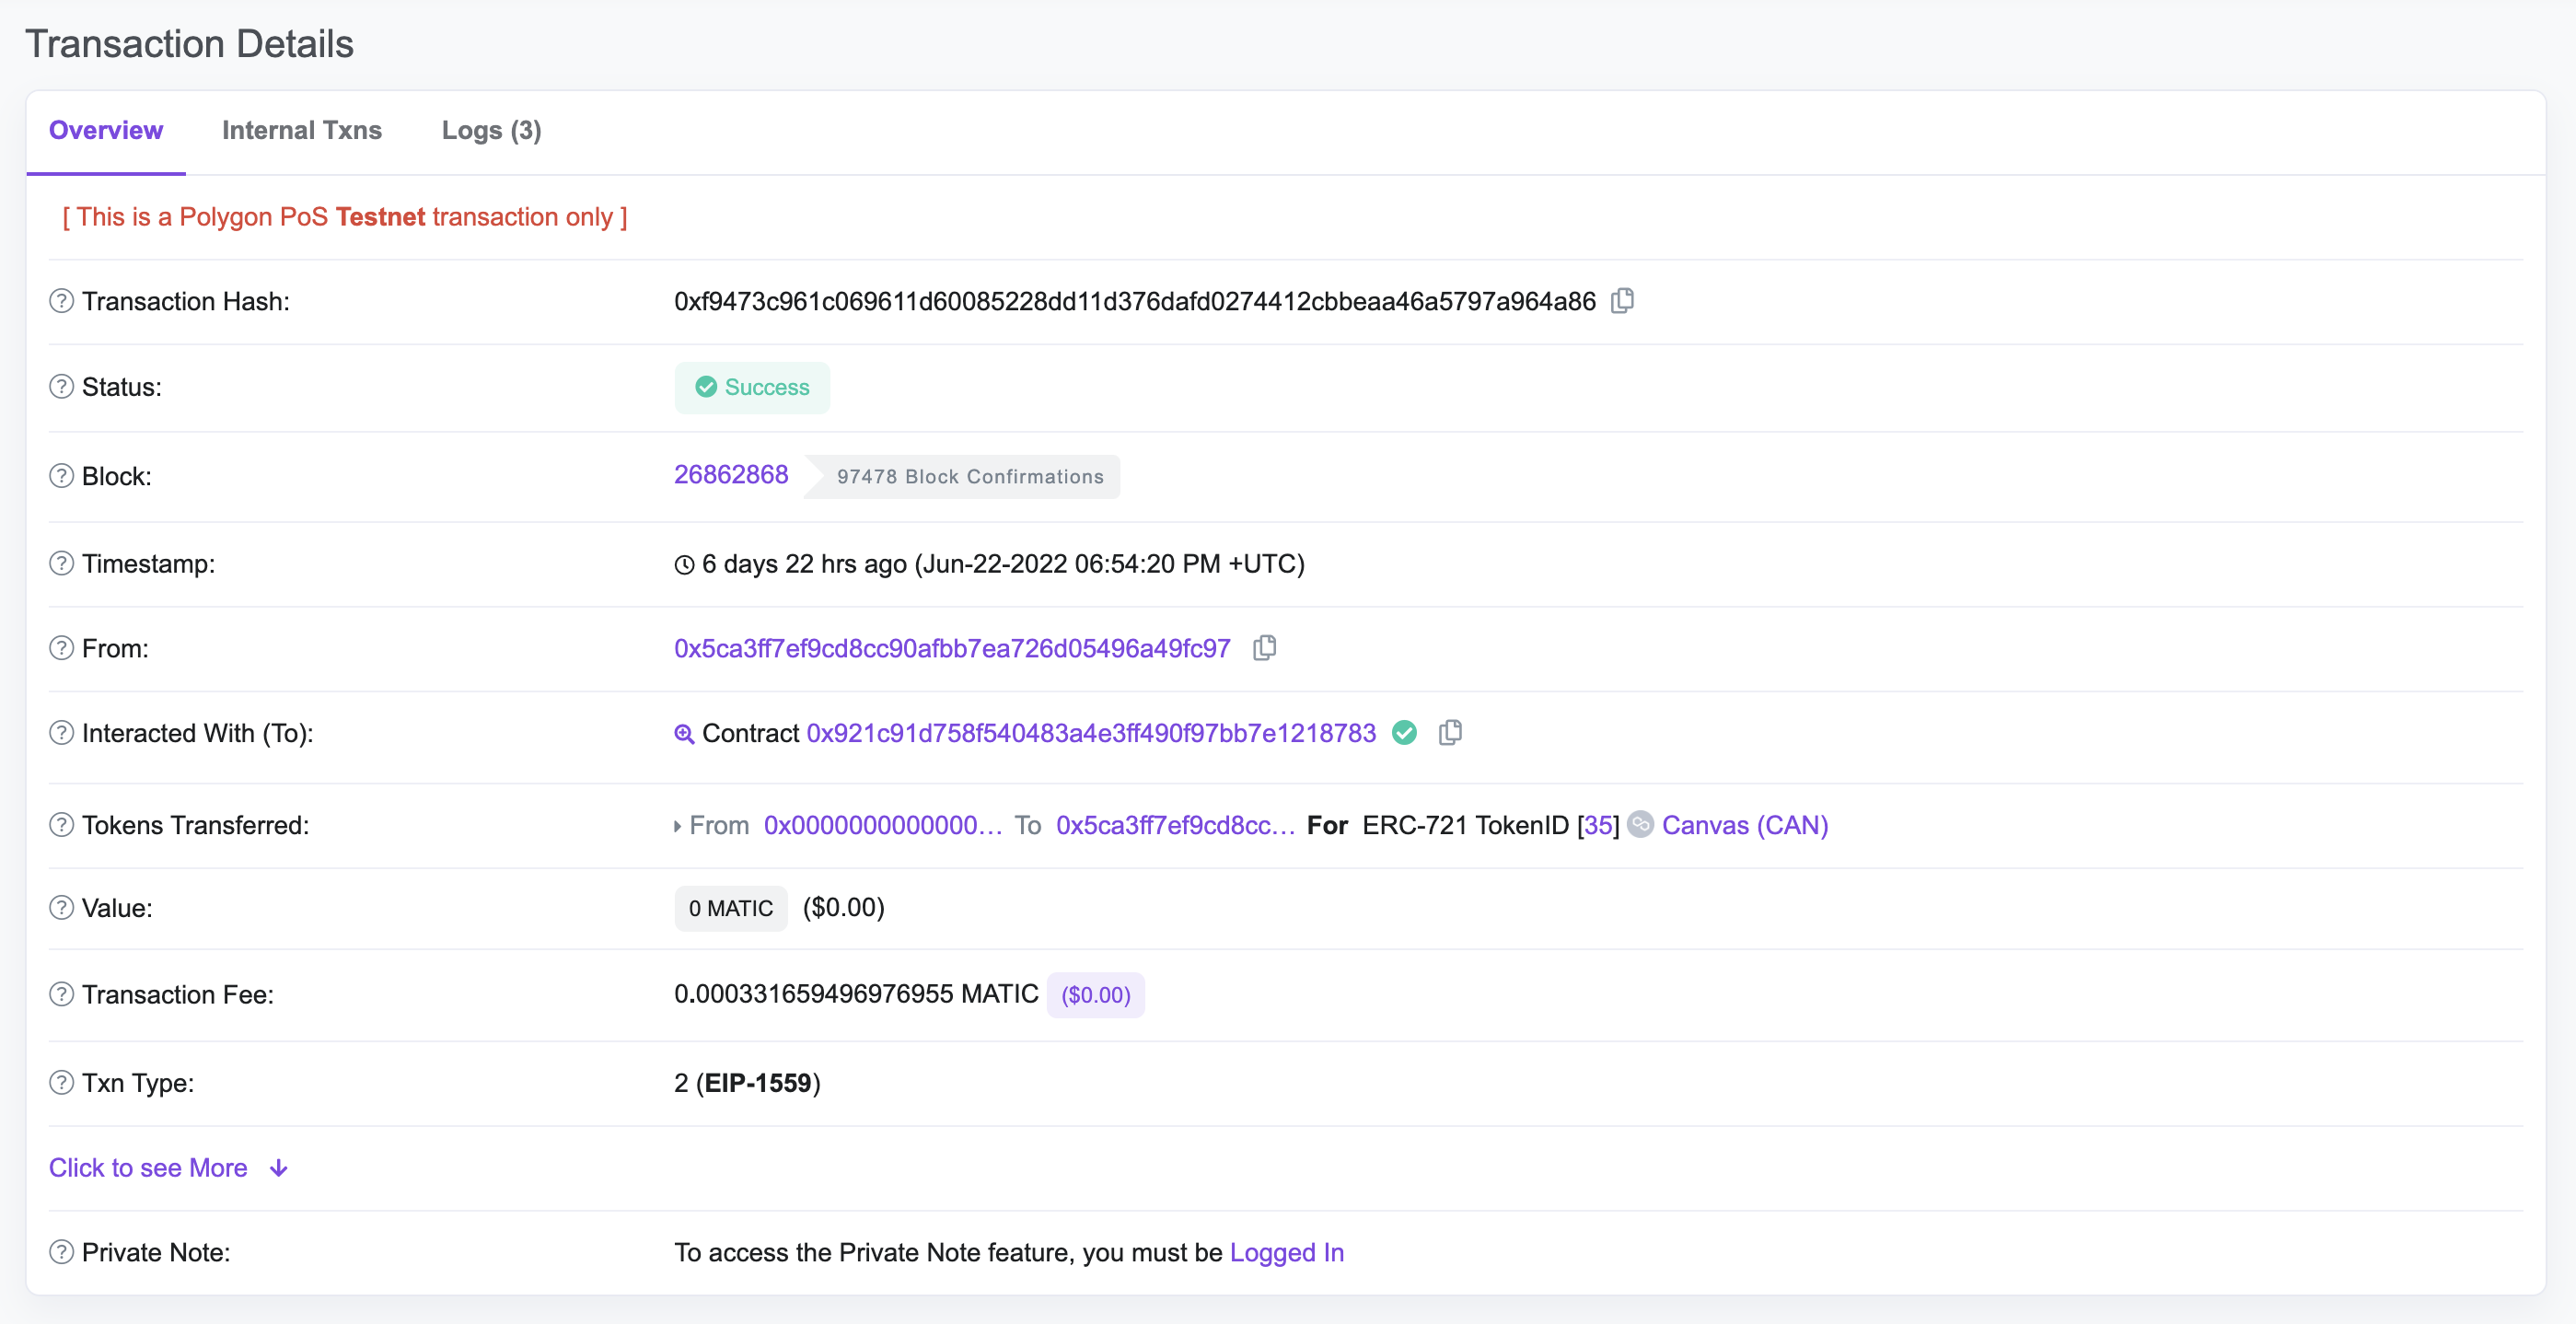 Transaction Details
Overview Internal Txns Logs (3)
[ This is a Polygon PoS Testnet transaction only ]
Transaction Hash: 0xf9473c961c069611d60085228dd11d376dafd0274412cbbeaa46a5797a964a86
Status: Success
Block: 26862868 97478 Block Confirmations
Timestamp: 6 days 22 hrs ago (Jun-22-2022 06:54:20 PM +UTC)
From: 0x5ca3ff7ef9cd8cc90afbb7ea726d05496a49fc97
Interacted With (To): Contract 0x921c91d758f540483a4e3ff490f97bb7e1218783
Tokens Transferred: From 0x0000000000000... To 0x5ca3ff7ef9cd8cc... For ERC-721 TokenID [35] Canvas (CAN)
Value: 0 MATIC ($0.00)
Transaction Fee: 0.000331659496976955 MATIC ($0.00)
Txn Type: 2 (EIP-1559)
Click to see More
Private Note: To access the Private Note feature, you must be Logged In